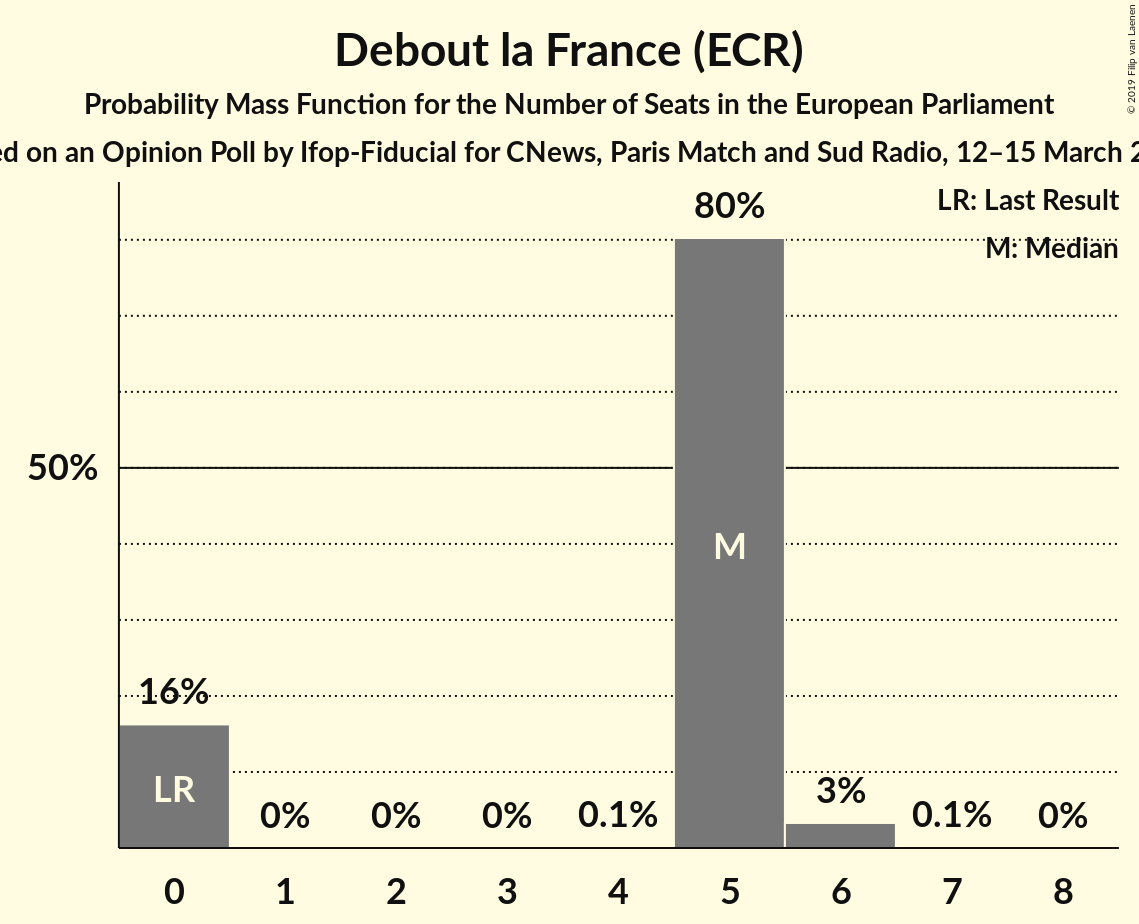 Debout la France (ECR)
Probability Mass Function for the Number of Seats in the European Parliament
on an Opinion Poll by Ifop-Fiducial for CNews, Paris Match and Sud Radio, 12–15 March
© 2019 Filip van Laenen
LR: Last Result
M: Median
80%
50%
M
16%
LR
0%
0%
0%
0.1%
3%
0.1%
0%
0
1
2
3
4
5
6
7
8